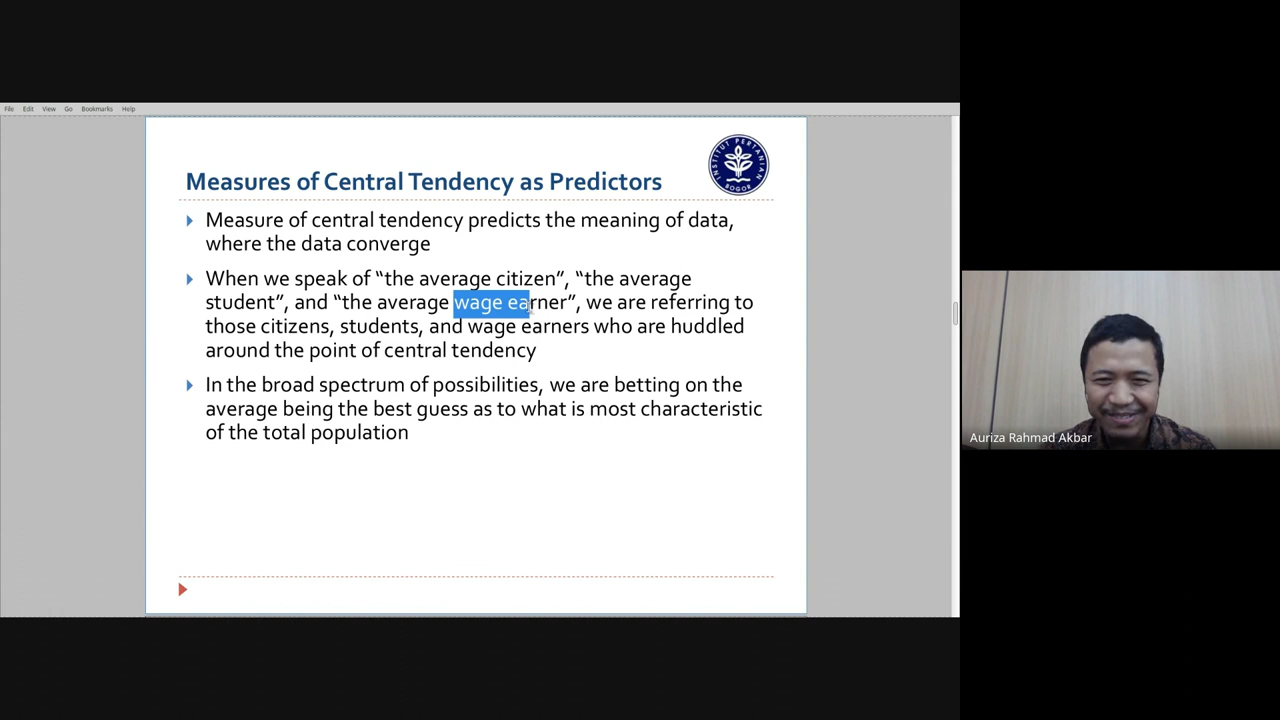 File Edit View Go Bookmarks Help
INSTITUT PERTANIAN
BOGOR
Measures of Central Tendency as Predictors
Measure of central tendency predicts the meaning of data,
where the data converge
When we speak of “the average citizen”, “the average
student”, and “the average wage earner”, we are referring to
those citizens, students, and wage earners who are huddled
around the point of central tendency
In the broad spectrum of possibilities, we are betting on the
average being the best guess as to what is most characteristic
of the total population
Auriza Rahmad Akbar